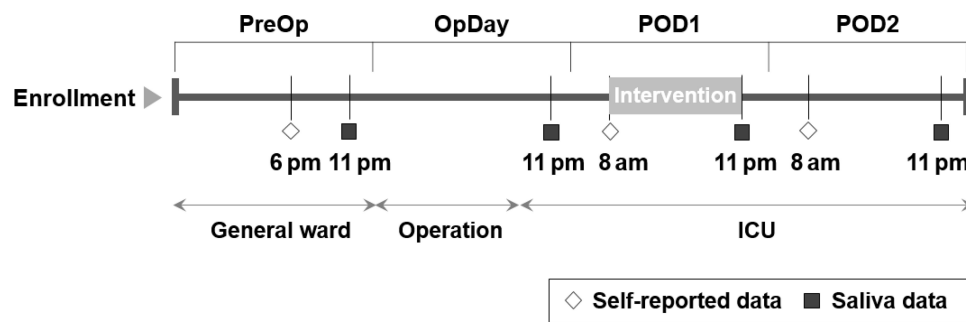 PreOp OpDay POD1 POD2
Enrollment Intervention
6 pm 11 pm 11 pm 8 am 11 pm 8 am 11 pm
General ward Operation ICU
Self-reported data Saliva data